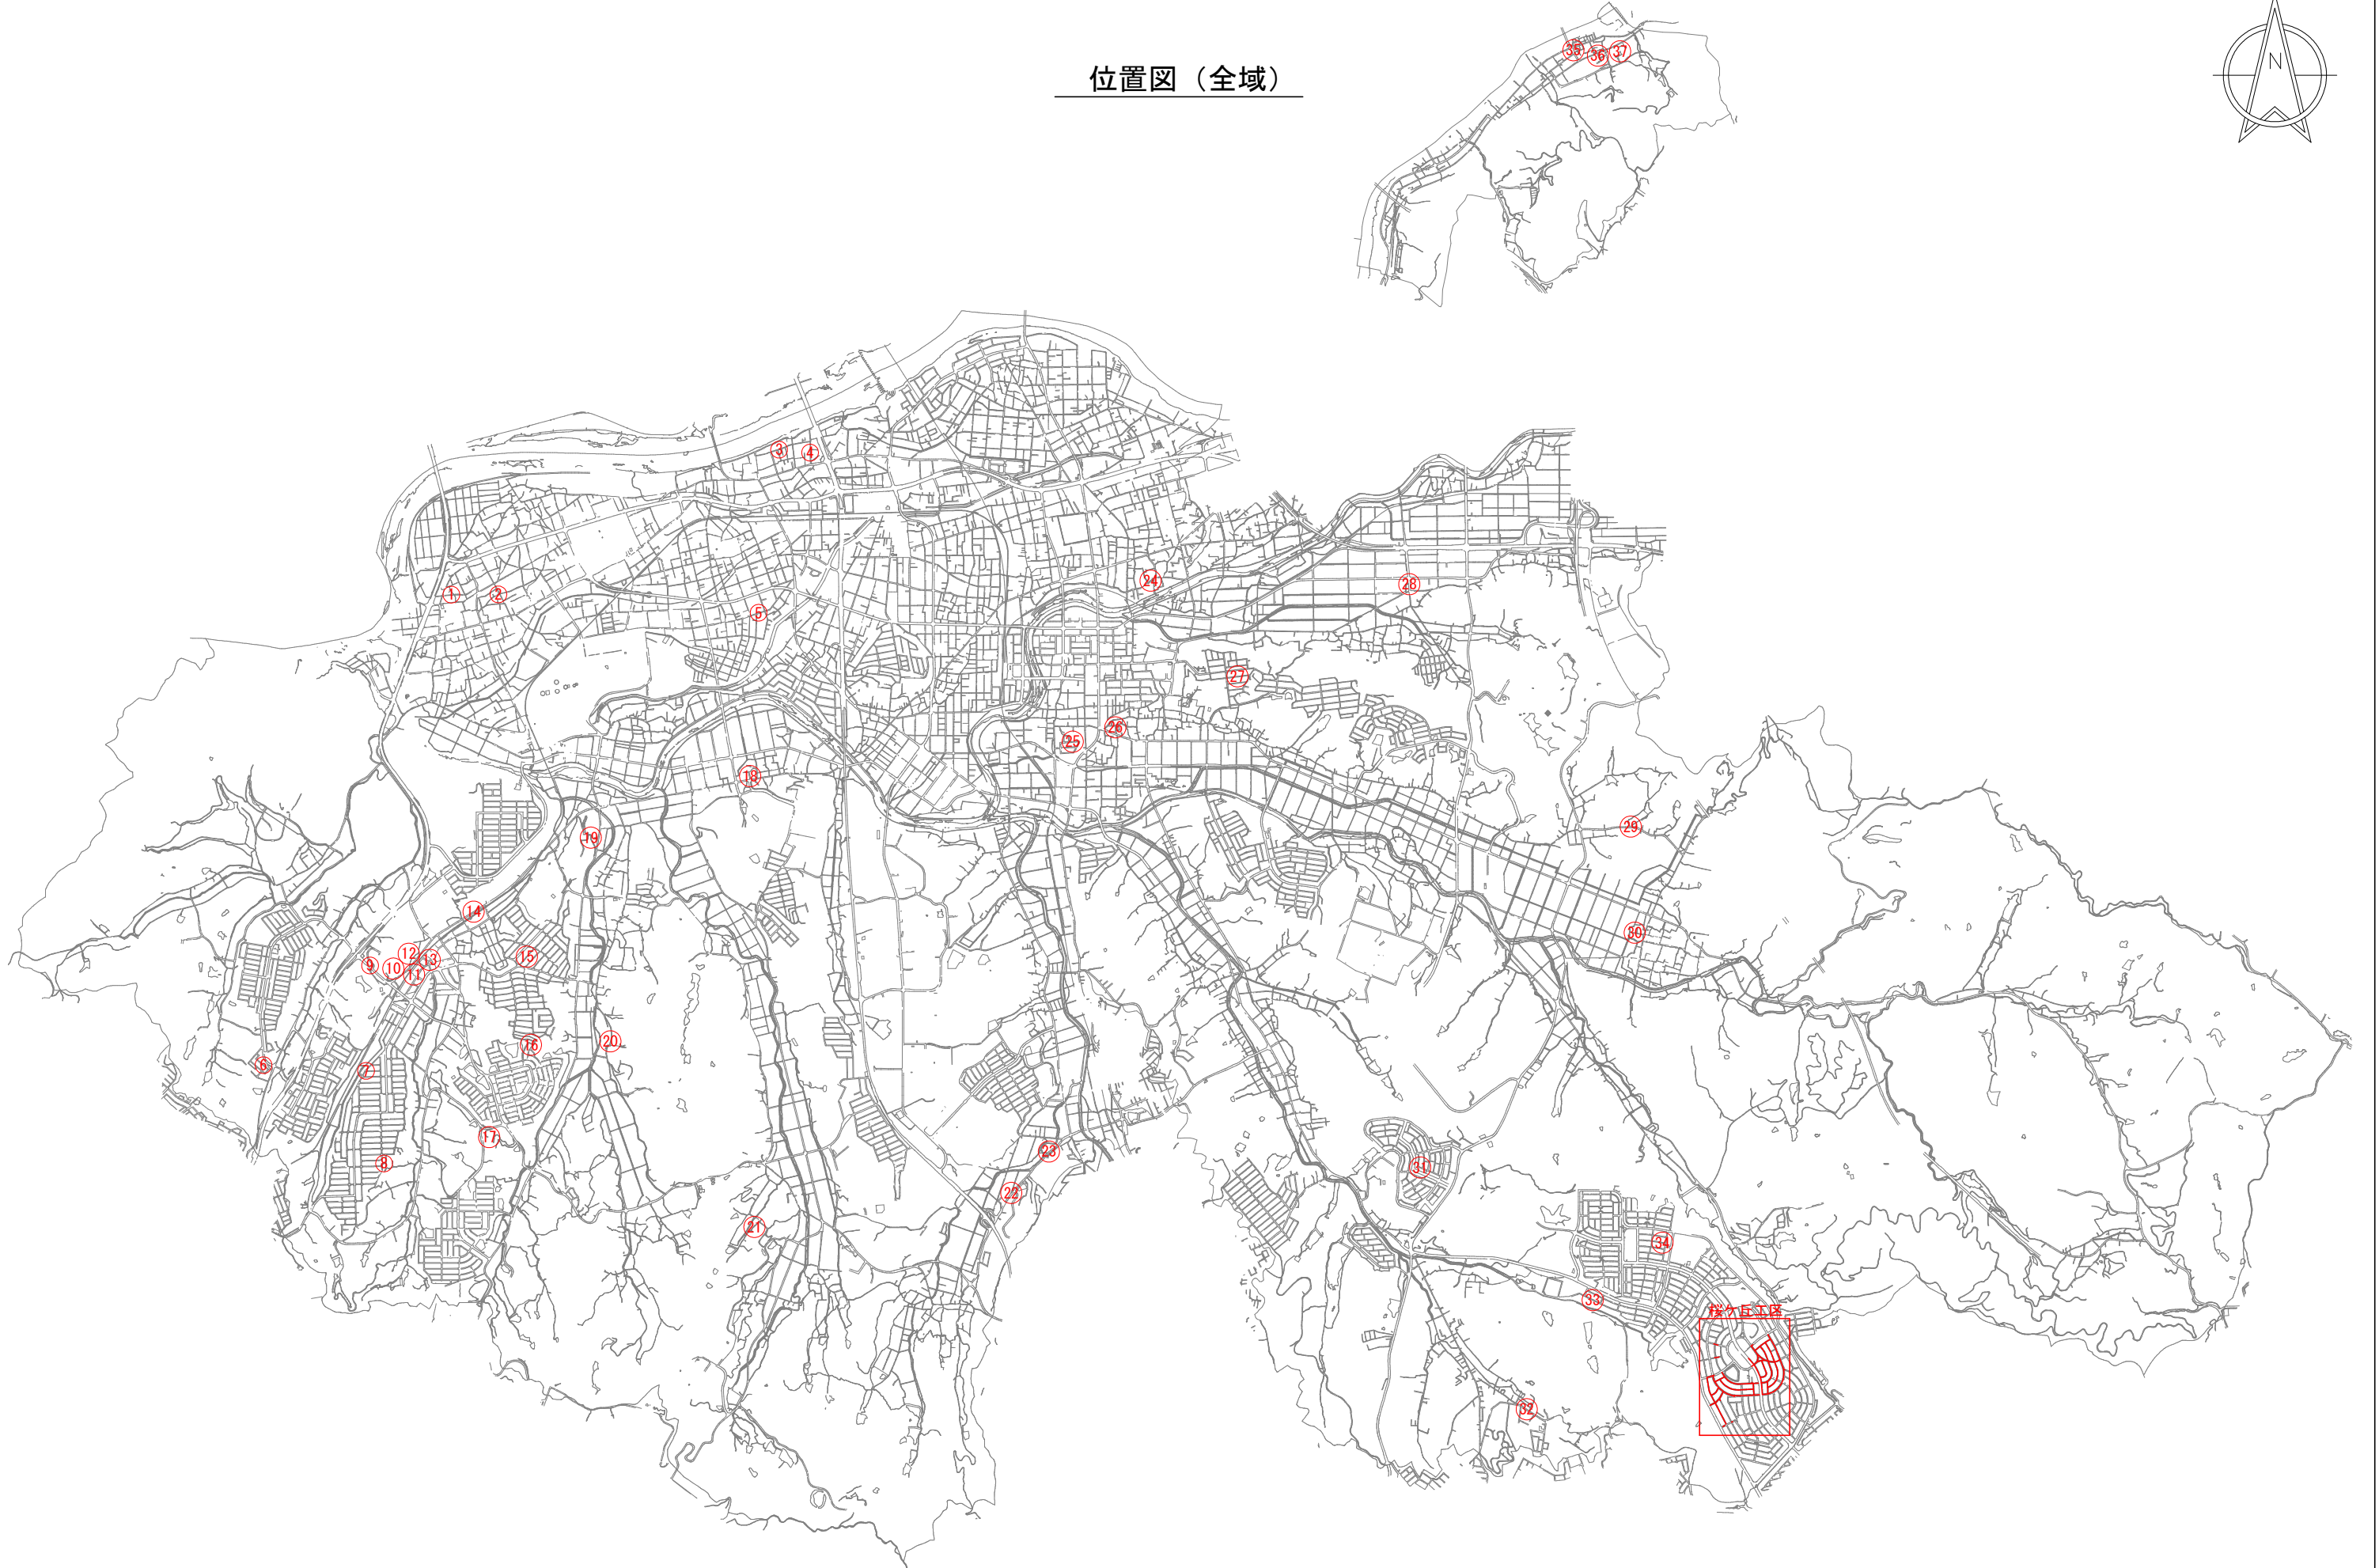 位置図（全域）
N
㉟ ㊱ ㊲
③ ④
① ② ⑤ ㉔ ㉘
㉗
㉕ ㉖
⑱
⑲ ㉙
⑭
⑨ ⑩ ⑫ ⑪ ⑬ ⑮ ㉚
⑥ ⑦ ⑯ ⑳
⑧ ⑰ ㉓ ㉛
㉑ ㉒ ㉞
㉝
桜ケ丘工区
㉜